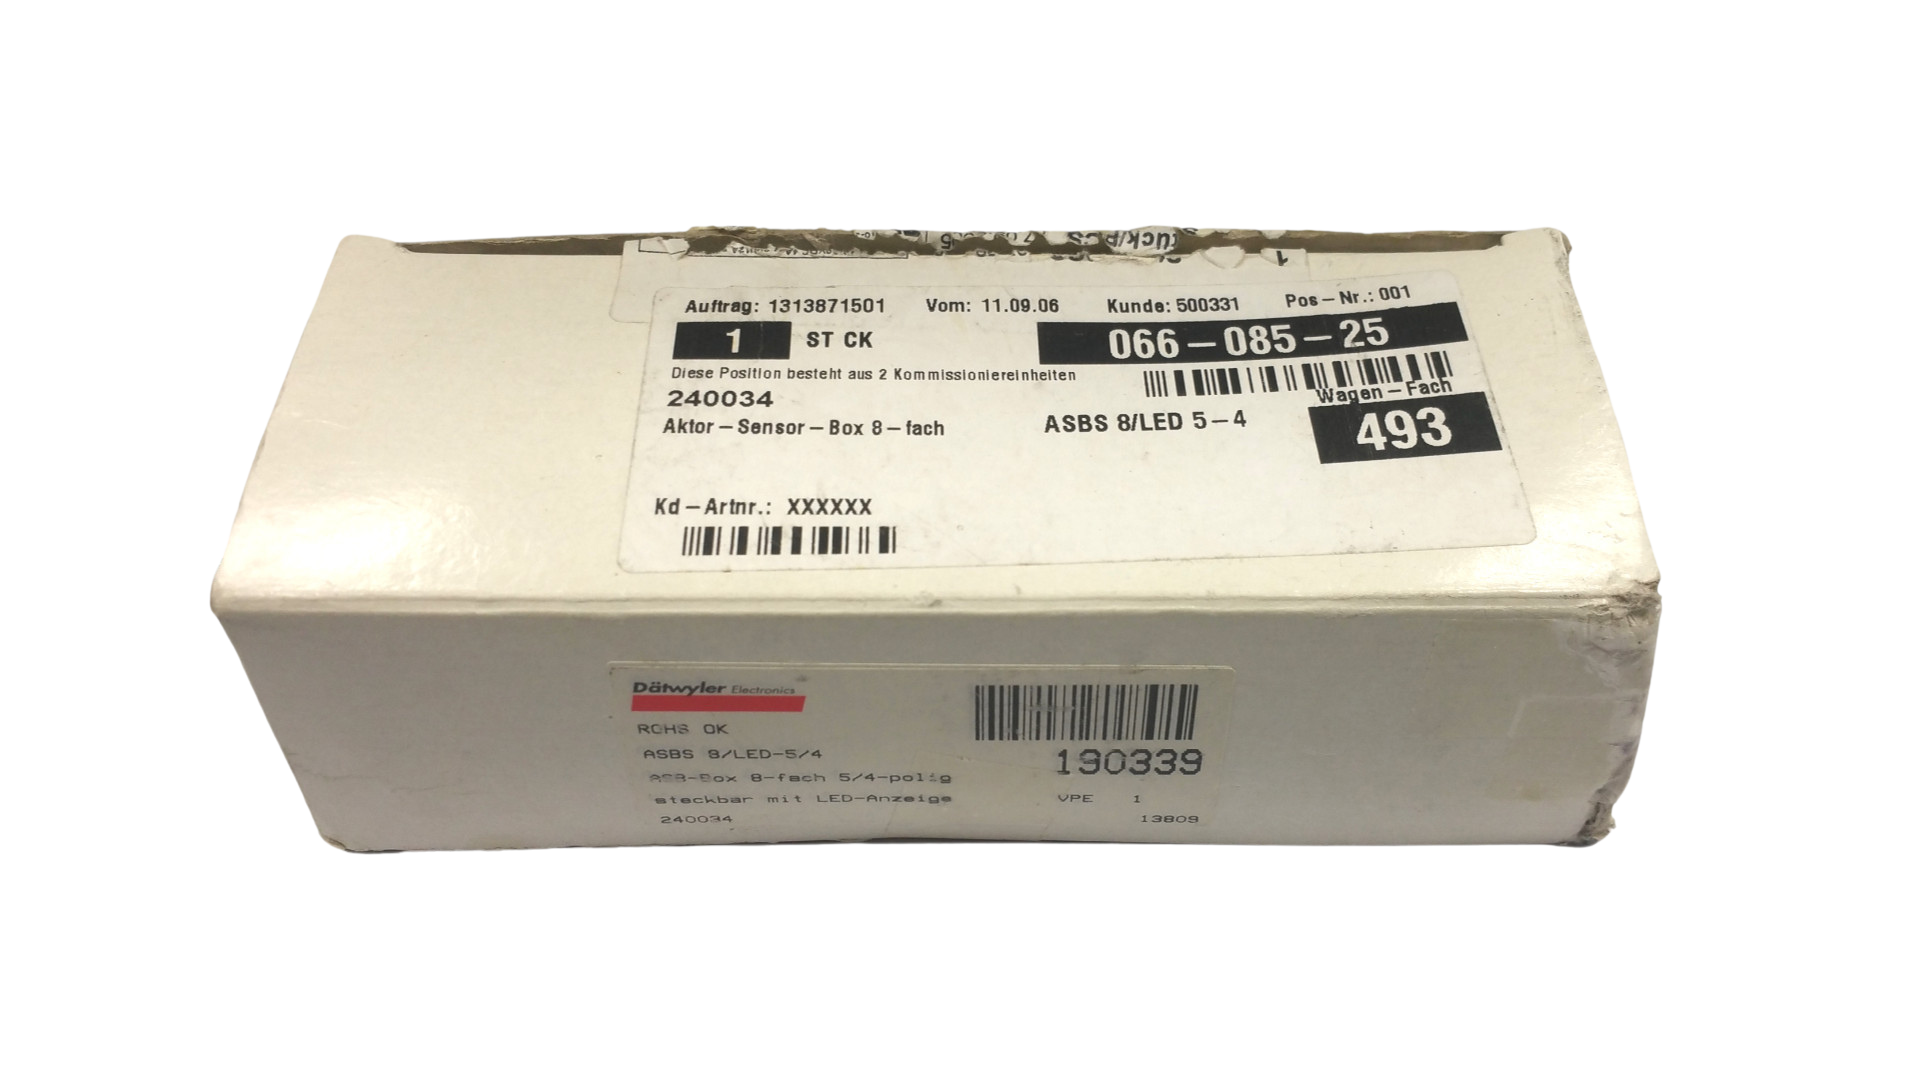 ÜCK/PCS
1
Auftrag: 1313871501 Vom: 11.09.06 Kunde: 500331 Pos-Nr.: 001
1 ST CK 066-085-25
Diese Position besteht aus 2 Kommissioniereinheiten
Wagen-Fach
240034
Aktor-Sensor-Box 8-fach ASBS 8/LED 5-4 493
Kd-Artnr.: XXXXXX
Dätwyler Electronics
ROHS OK
ASBS 8/LED-5/4
190339
ASB-Box 8-fach 5/4-polig
steckbar mit LED-Anzeige VPE 1
240034 13809